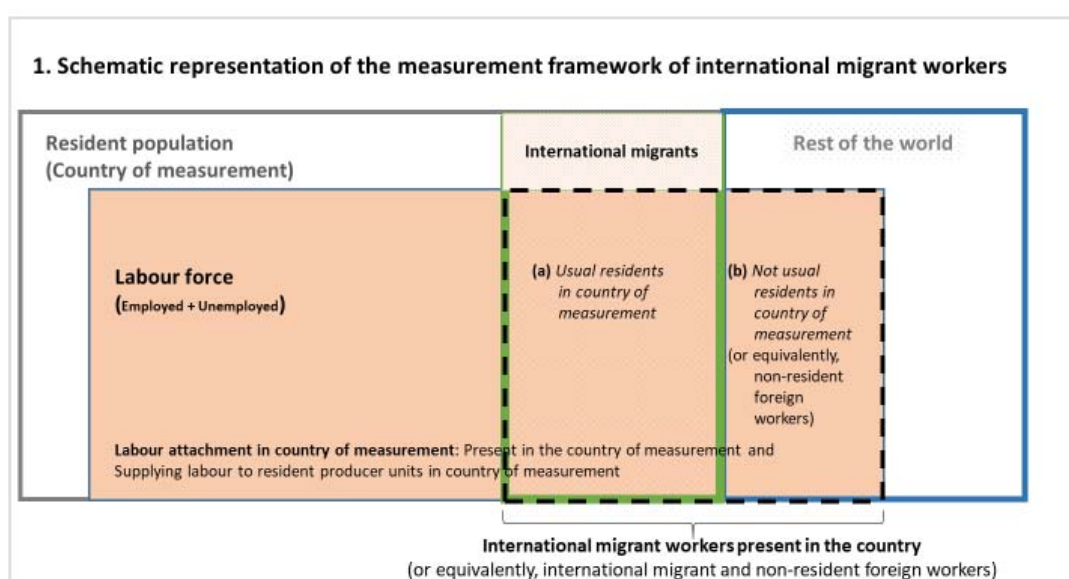 1. Schematic representation of the measurement framework of international migrant workers
Resident population
(Country of measurement)
International migrants
Rest of the world
Labour force
(Employed + Unemployed)
(a) Usual residents
in country of
measurement
(b) Not usual
residents in
country of
measurement
(or equivalently,
non-resident
foreign
workers)
Labour attachment in country of measurement: Present in the country of measurement and
Supplying labour to resident producer units in country of measurement
International migrant workers present in the country
(or equivalently, international migrant and non-resident foreign workers)